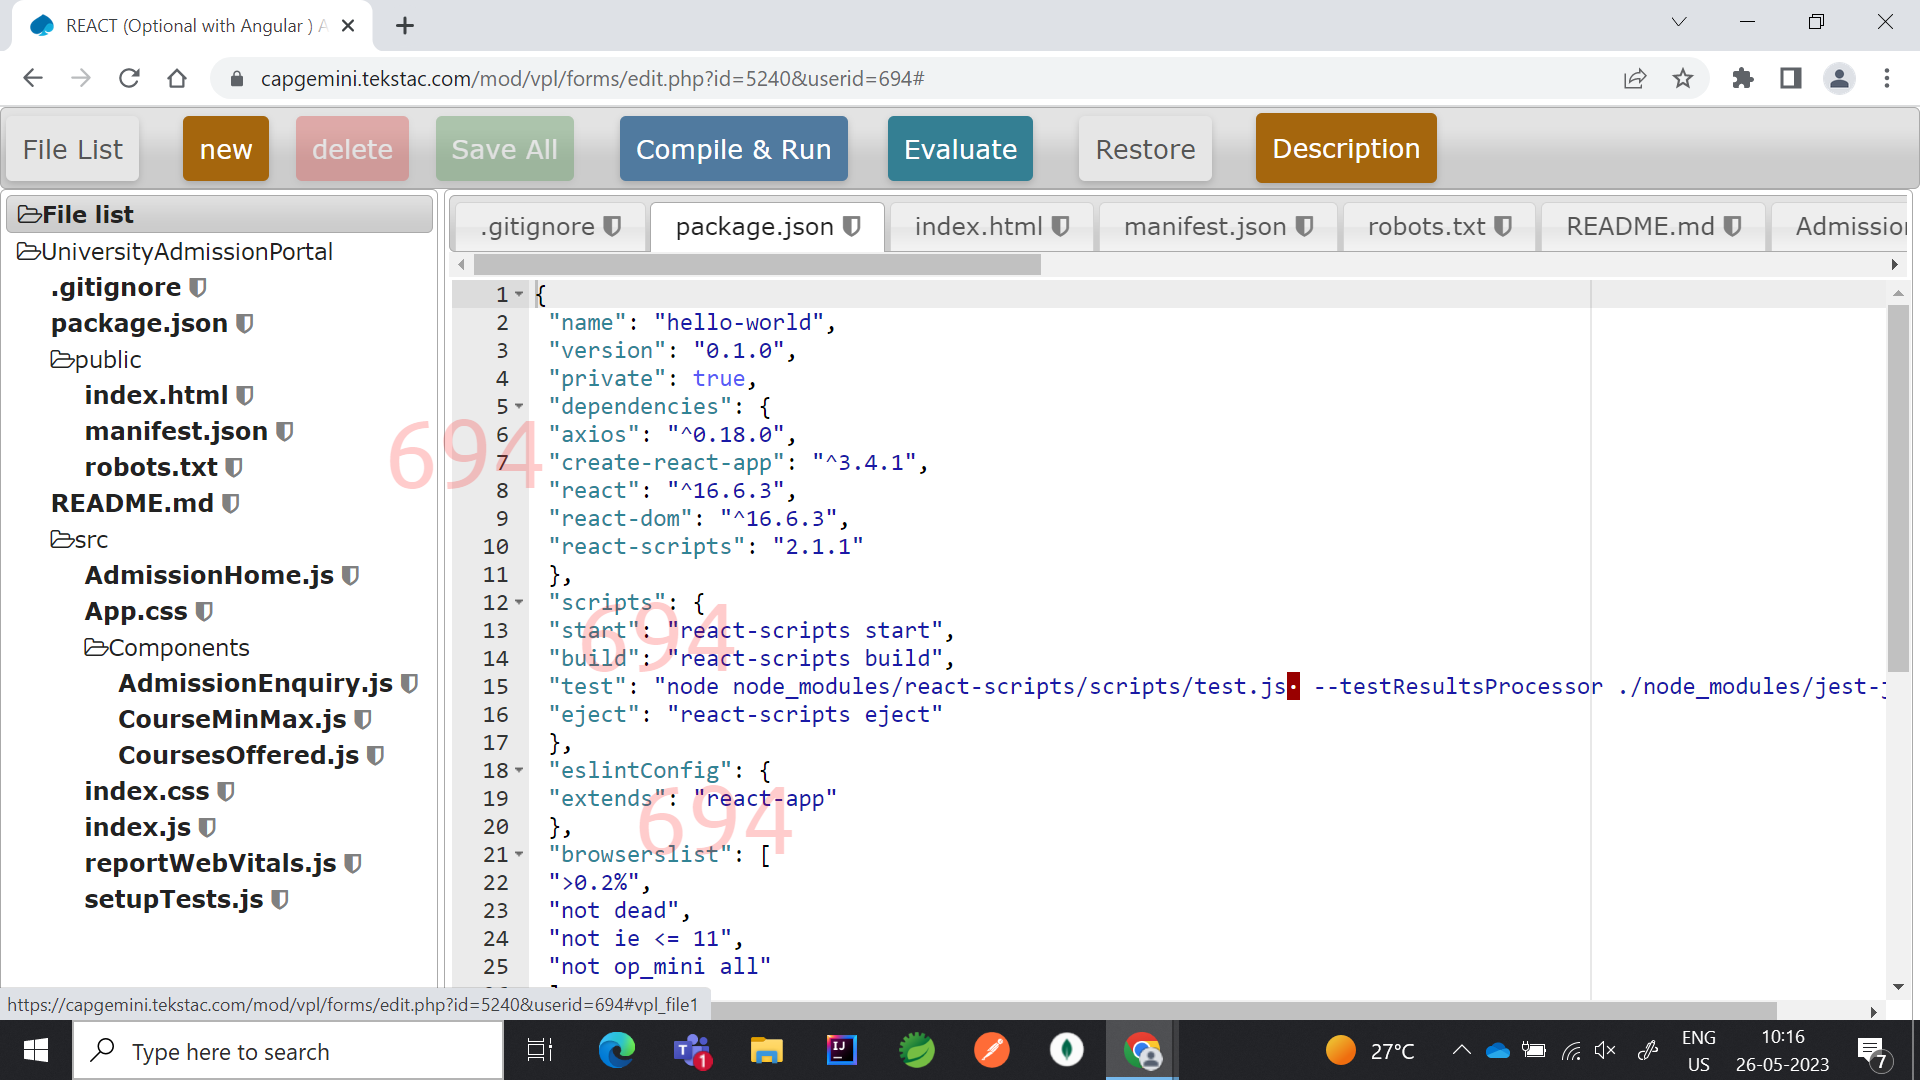 REACT (Optional with Angular ) A
capgemini.tekstac.com/mod/vpl/forms/edit.php?id=5240&userid=694#
File List
new
delete
Save All
Compile & Run
Evaluate
Restore
Description
File list
UniversityAdmissionPortal
.gitignore
package.json
public
index.html
manifest.json
robots.txt
README.md
src
AdmissionHome.js
App.css
Components
AdmissionEnquiry.js
CourseMinMax.js
CoursesOffered.js
index.css
index.js
reportWebVitals.js
setupTests.js
.gitignore
package.json
index.html
manifest.json
robots.txt
README.md
Admission
1 {
2 "name": "hello-world",
3 "version": "0.1.0",
4 "private": true,
5 "dependencies": {
6 "axios": "^0.18.0",
7 "create-react-app": "^3.4.1",
8 "react": "^16.6.3",
9 "react-dom": "^16.6.3",
10 "react-scripts": "2.1.1"
11 },
12 "scripts": {
13 "start": "react-scripts start",
14 "build": "react-scripts build",
15 "test": "node node_modules/react-scripts/scripts/test.js· --testResultsProcessor ./node_modules/jest-j
16 "eject": "react-scripts eject"
17 },
18 "eslintConfig": {
19 "extends": "react-app"
20 },
21 "browserslist": [
22 ">0.2%",
23 "not dead",
24 "not ie <= 11",
25 "not op_mini all"
694
694
694
https://capgemini.tekstac.com/mod/vpl/forms/edit.php?id=5240&userid=694#vpl_file1
Type here to search
1
27°C
ENG
US
10:16
26-05-2023
7